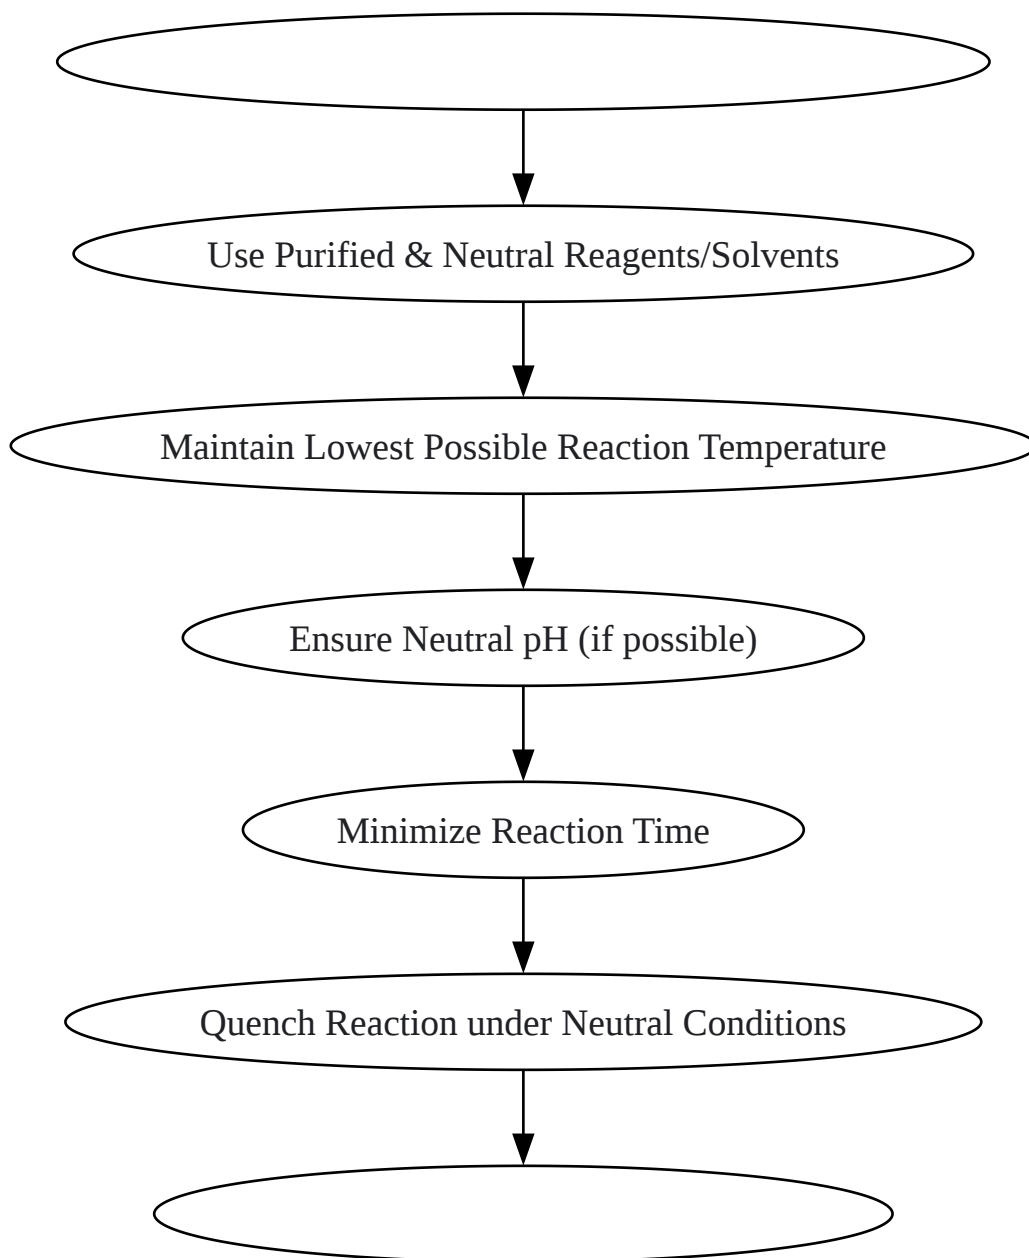 Use Purified & Neutral Reagents/Solvents
Maintain Lowest Possible Reaction Temperature
Ensure Neutral pH (if possible)
Minimize Reaction Time
Quench Reaction under Neutral Conditions